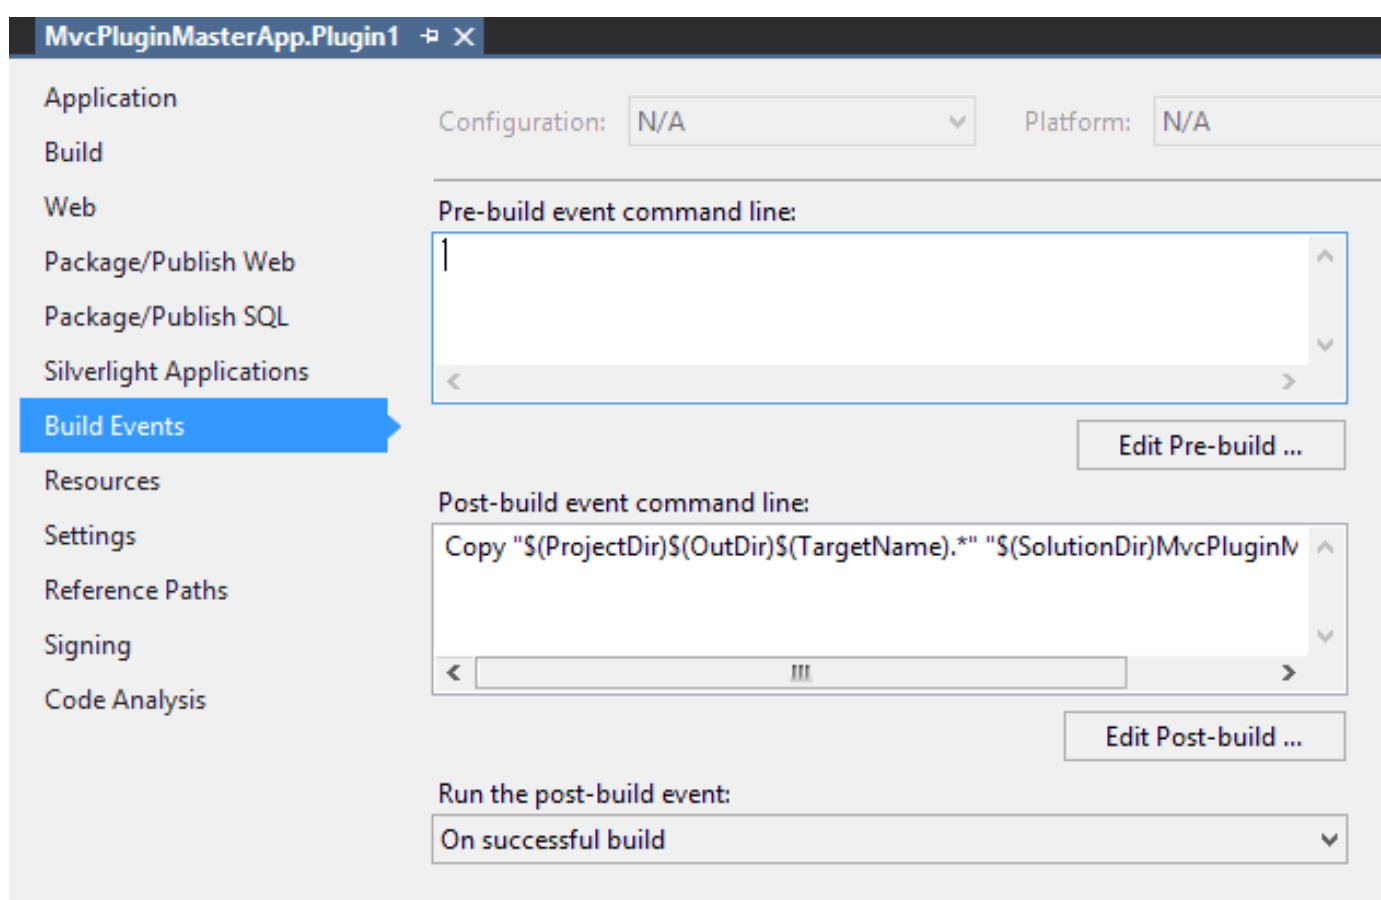 MvcPluginMasterApp.Plugin1
Application
Build
Web
Package/Publish Web
Package/Publish SQL
Silverlight Applications
Build Events
Resources
Settings
Reference Paths
Signing
Code Analysis
Configuration: N/A Platform: N/A
Pre-build event command line:
Edit Pre-build ...
Post-build event command line:
Copy "$(ProjectDir)$(OutDir)$(TargetName).*" "$(SolutionDir)MvcPluginM
Edit Post-build ...
Run the post-build event:
On successful build